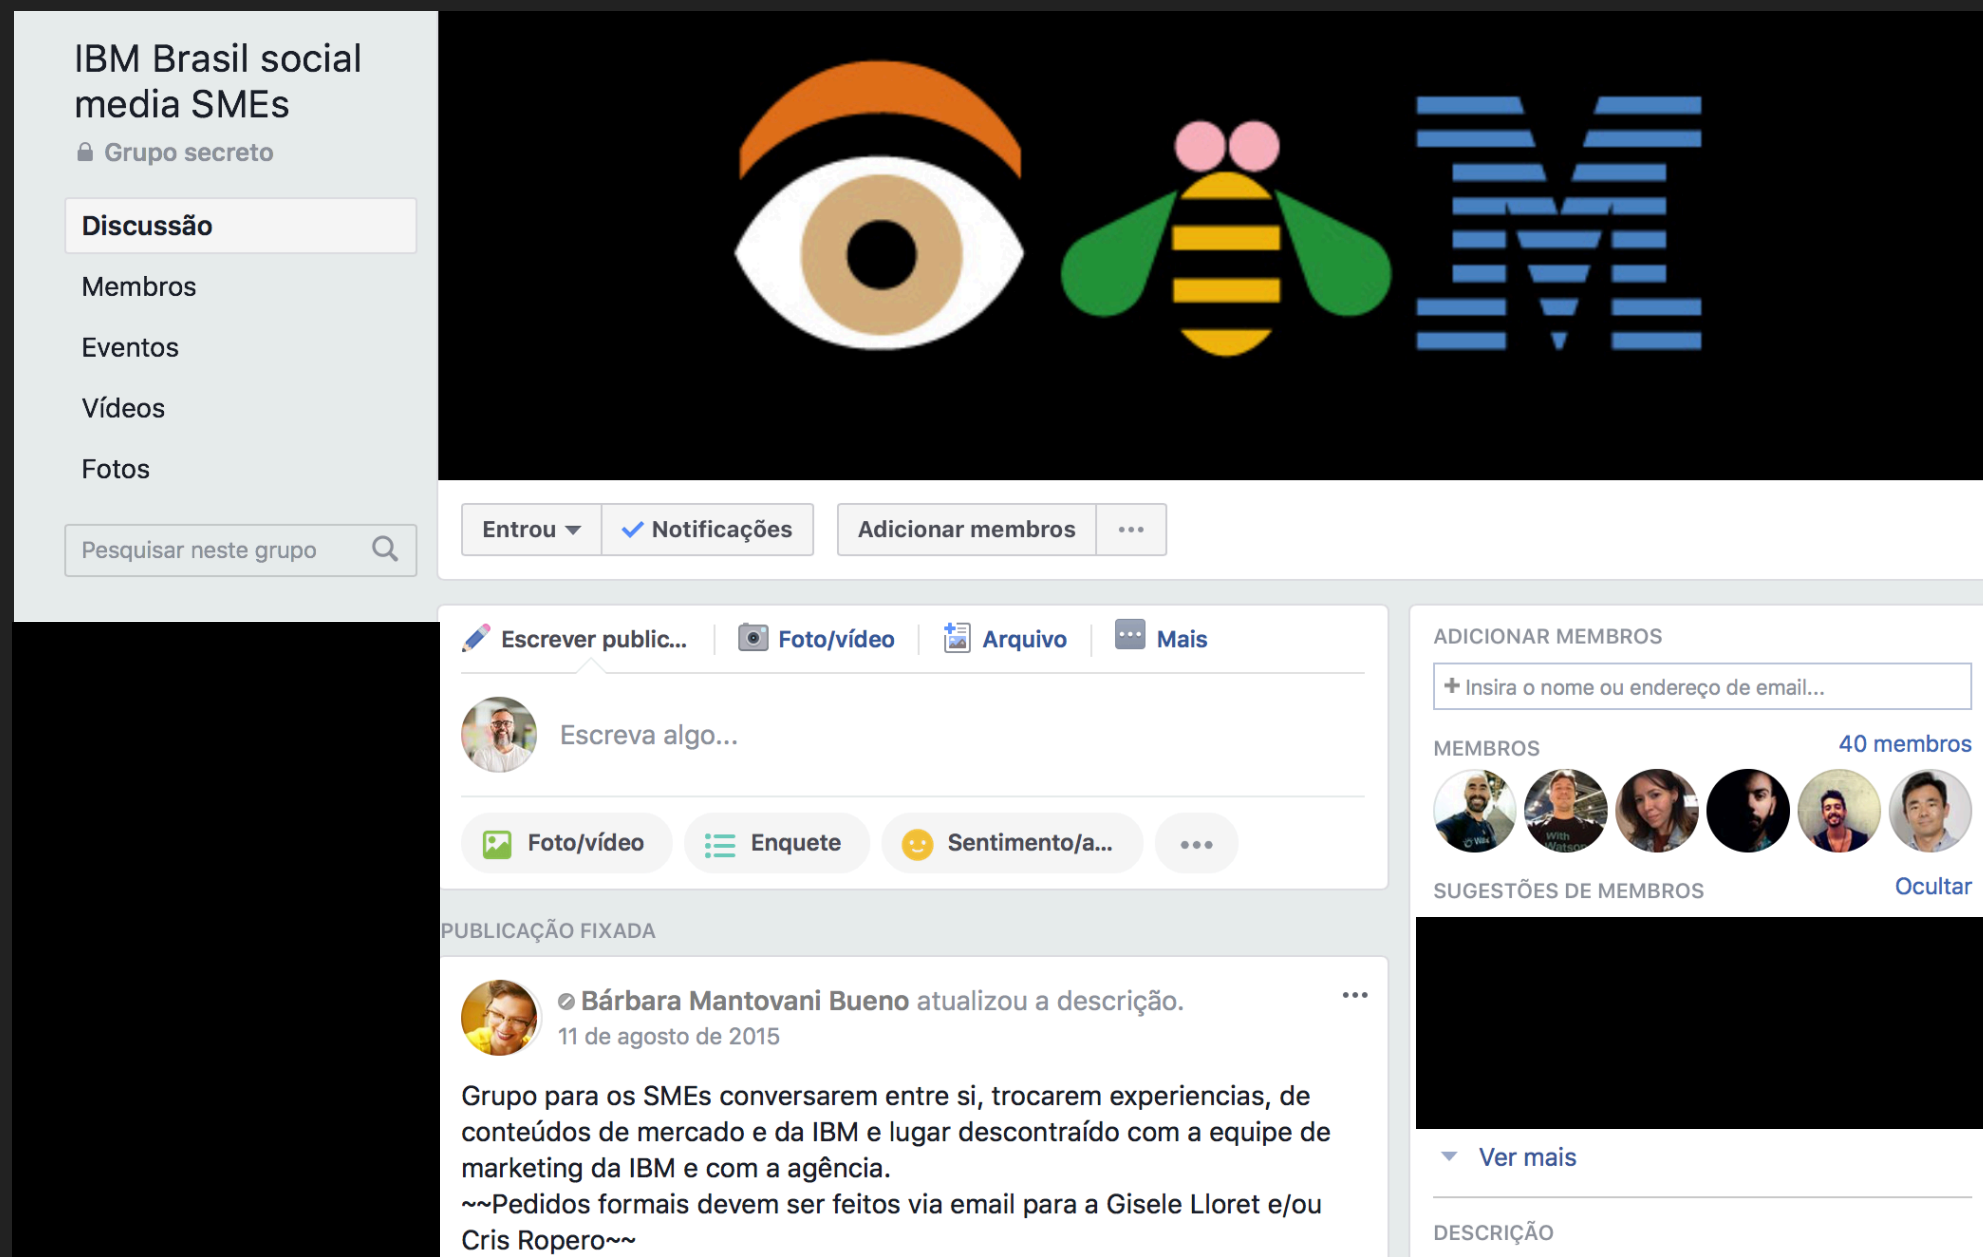 IBM Brasil social
media SMEs
Grupo secreto
Discussão
Membros
Eventos
Vídeos
Fotos
Pesquisar neste grupo
Entrou
Notificações
Adicionar membros
Escrever public...
Foto/vídeo
Arquivo
Mais
Escreva algo...
Foto/vídeo
Enquete
Sentimento/a...
PUBLICAÇÃO FIXADA
Bárbara Mantovani Bueno atualizou a descrição.
11 de agosto de 2015
Grupo para os SMEs conversarem entre si, trocarem experiencias, de
conteúdos de mercado e da IBM e lugar descontraído com a equipe de
marketing da IBM e com a agência.
~~Pedidos formais devem ser feitos via email para a Gisele Lloret e/ou
Cris Ropero~~
ADICIONAR MEMBROS
+ Insira o nome ou endereço de email...
MEMBROS
40 membros
With
Watson
SUGESTÕES DE MEMBROS
Ocultar
Ver mais
DESCRIÇÃO